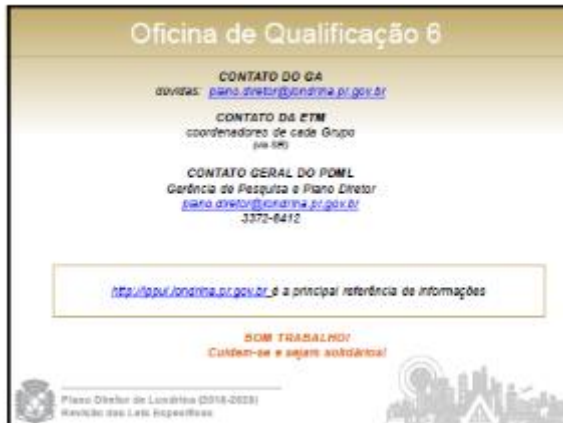 Oficina de Qualificação 6
CONTATO DO GA
dúvidas: plano.diretor@londrina.pr.gov.br
CONTATO DA ETM
coordenadores de cada Grupo
(via SEI)
CONTATO GERAL DO PDML
Gerência de Pesquisa e Plano Diretor
plano.diretor@londrina.pr.gov.br
3372-8412
http://ippul.londrina.pr.gov.br é a principal referência de informações
BOM TRABALHO!
Cuidem-se e sejam solidários!
Plano Diretor de Londrina (2018-2028)
Revisão das Leis Específicas